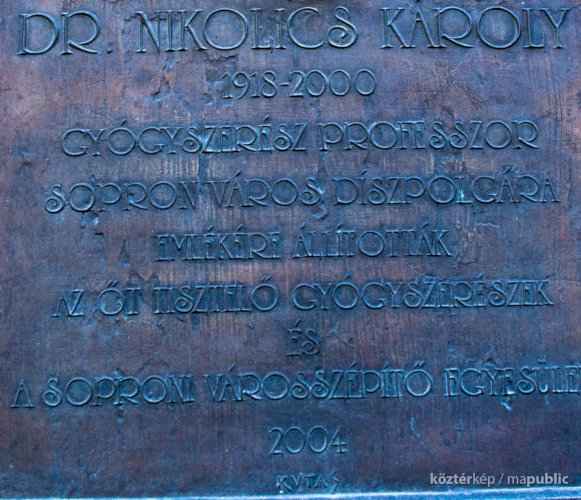 DR. NIKOLICS KÁROLY
1918-2000
GYÓGYSZERÉSZ PROFESSZOR
SOPRON VÁROS DÍSZPOLGÁRA
EMLÉKÉRE ÁLLÍTOTTÁK
AZ ŐT TISZTELŐ GYÓGYSZERÉSZEK
ÉS
A SOPRONI VÁROSSZÉPÍTŐ EGYESÜLE
2004
KUTAS
köztérkép / mapublic